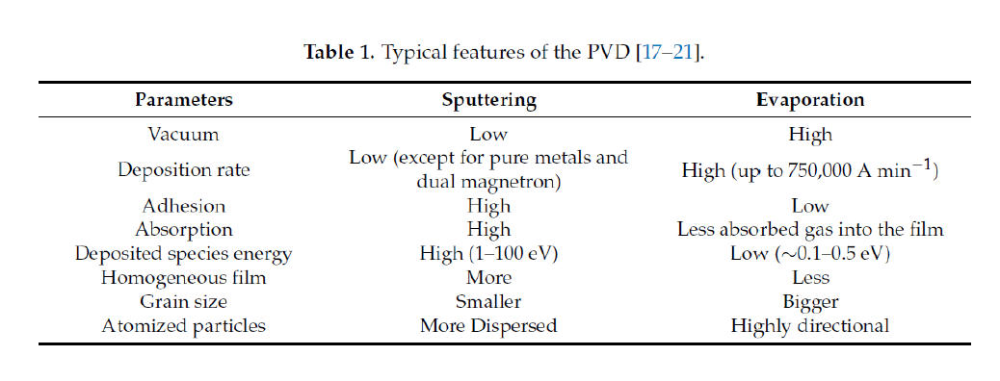 Table 1. Typical features of the PVD [17–21].
Parameters Sputtering Evaporation
Vacuum Low High
Deposition rate Low (except for pure metals and dual magnetron) High (up to 750,000 A min−1)
Adhesion High Low
Absorption High Less absorbed gas into the film
Deposited species energy High (1–100 eV) Low (∼0.1–0.5 eV)
Homogeneous film More Less
Grain size Smaller Bigger
Atomized particles More Dispersed Highly directional